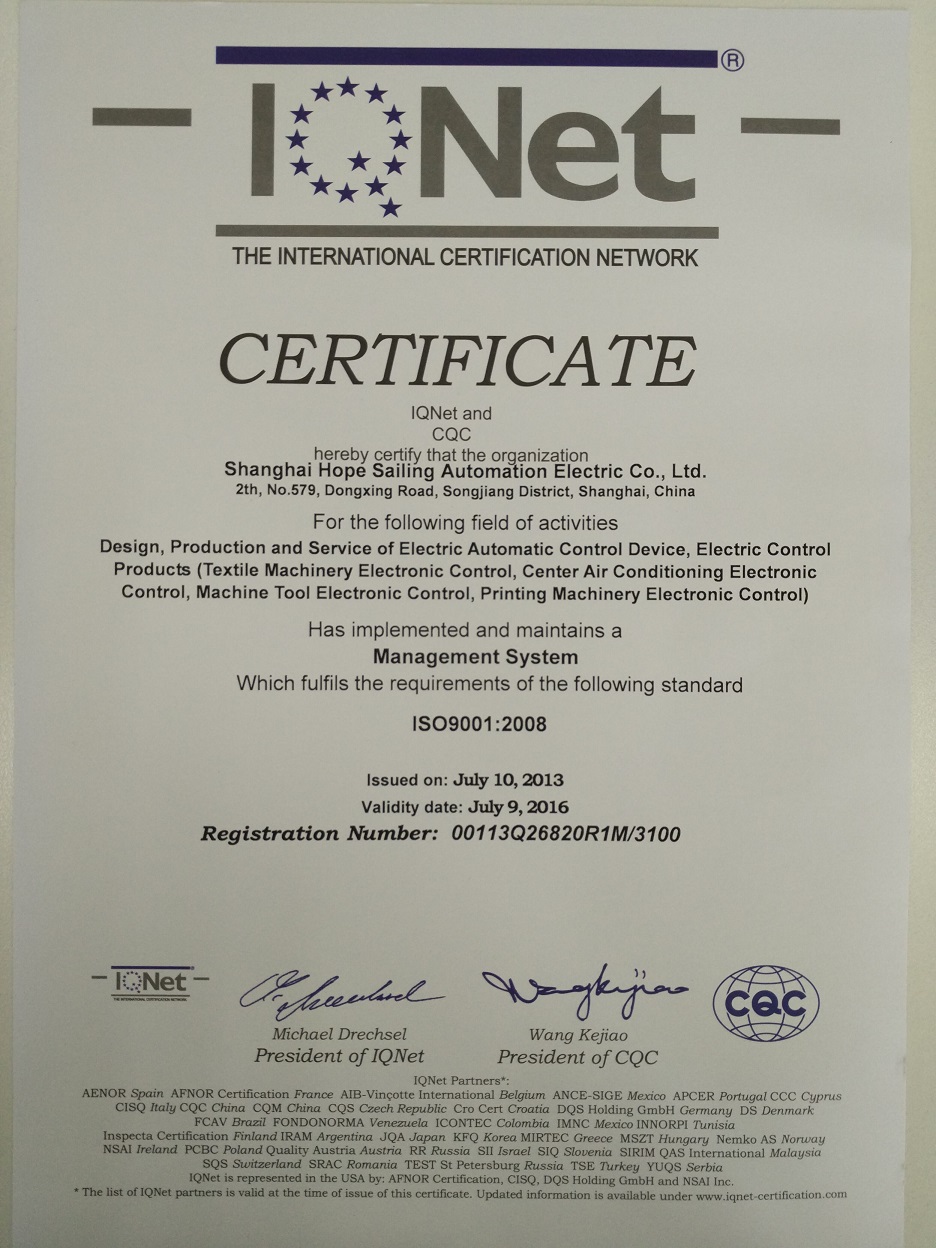 IQNet ®
THE INTERNATIONAL CERTIFICATION NETWORK
CERTIFICATE
IQNet and
CQC
hereby certify that the organization
Shanghai Hope Sailing Automation Electric Co., Ltd.
2th, No.579, Dongxing Road, Songjiang District, Shanghai, China
For the following field of activities
Design, Production and Service of Electric Automatic Control Device, Electric Control
Products (Textile Machinery Electronic Control, Center Air Conditioning Electronic
Control, Machine Tool Electronic Control, Printing Machinery Electronic Control)
Has implemented and maintains a
Management System
Which fulfils the requirements of the following standard
ISO9001:2008
Issued on: July 10, 2013
Validity date: July 9, 2016
Registration Number: 00113Q26820R1M/3100
IQNet
THE INTERNATIONAL CERTIFICATION NETWORK
Wangkejiao
CQC
Michael Drechsel Wang Kejiao
President of IQNet President of CQC
IQNet Partners*:
AENOR Spain AFNOR Certification France AIB-Vinçotte International Belgium ANCE-SIGE Mexico APCER Portugal CCC Cyprus
CISQ Italy CQC China CQM China CQS Czech Republic Cro Cert Croatia DQS Holding GmbH Germany DS Denmark
FCAV Brazil FONDONORMA Venezuela ICONTEC Colombia IMNC Mexico INNORPI Tunisia
Inspecta Certification Finland IRAM Argentina JQA Japan KFQ Korea MIRTEC Greece MSZT Hungary Nemko AS Norway
NSAI Ireland PCBC Poland Quality Austria Austria RR Russia SII Israel SIQ Slovenia SIRIM QAS International Malaysia
SQS Switzerland SRAC Romania TEST St Petersburg Russia TSE Turkey YUQS Serbia
IQNet is represented in the USA by: AFNOR Certification, CISQ, DQS Holding GmbH and NSAI Inc.
* The list of IQNet partners is valid at the time of issue of this certificate. Updated information is available under www.iqnet-certification.com